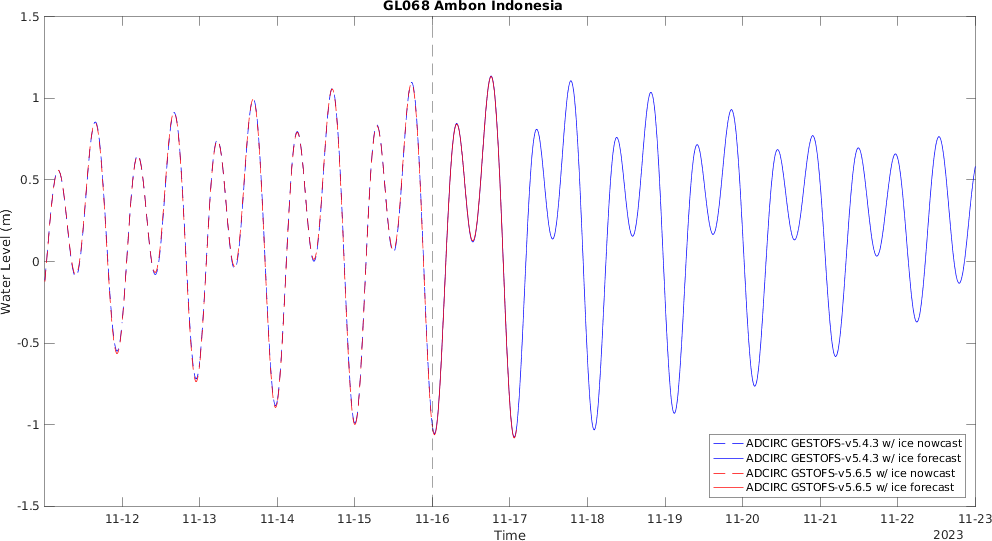 GL068 Ambon Indonesia
1.5
1
0.5
0
-0.5
-1
-1.5
Water Level (m)
ADCIRC GESTOFS-v5.4.3 w/ ice nowcast
ADCIRC GESTOFS-v5.4.3 w/ ice forecast
ADCIRC GSTOFS-v5.6.5 w/ ice nowcast
ADCIRC GSTOFS-v5.6.5 w/ ice forecast
11-12 11-13 11-14 11-15 11-16 11-17 11-18 11-19 11-20 11-21 11-22 11-23
Time
2023